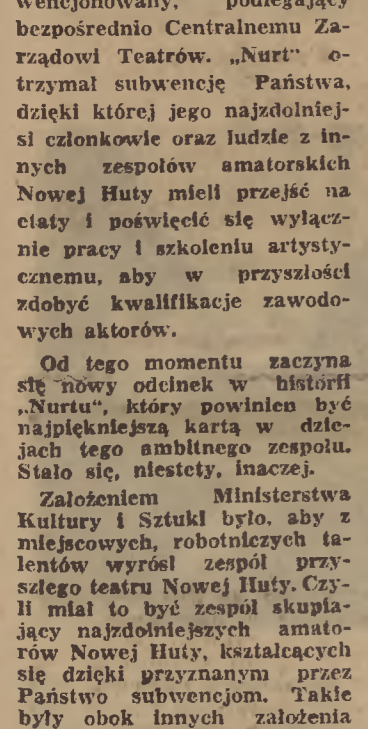 wencjonowany, podlegający
bezpośrednio Centralnemu Za-
rządowi Teatrów. „Nurt" o-
trzymał subwencję Państwa,
dzięki której jego najzdolniej-
si członkowie oraz ludzie z in-
nych zespołów amatorskich
Nowej Huty mieli przejść na
etaty i poświęcić się wyłącz-
nie pracy i szkoleniu artysty-
cznemu, aby w przyszłości
zdobyć kwalifikacje zawodo-
wych aktorów.
Od tego momentu zaczyna
się nowy odcinek w historii
„Nurtu", który powinien być
najpiękniejszą kartą w dzie-
jach tego ambitnego zespołu.
Stało się, niestety, inaczej.
Założeniem Ministerstwa
Kultury i Sztuki było, aby z
miejscowych, robotniczych ta-
lentów wyrósł zespół przy-
szłego teatru Nowej Huty. Czy-
li miał to być zespół skupia-
jący najzdolniejszych amato-
rów Nowej Huty, kształcących
się dzięki przyznanym przez
Państwo subwencjom. Takie
były obok innych założenia